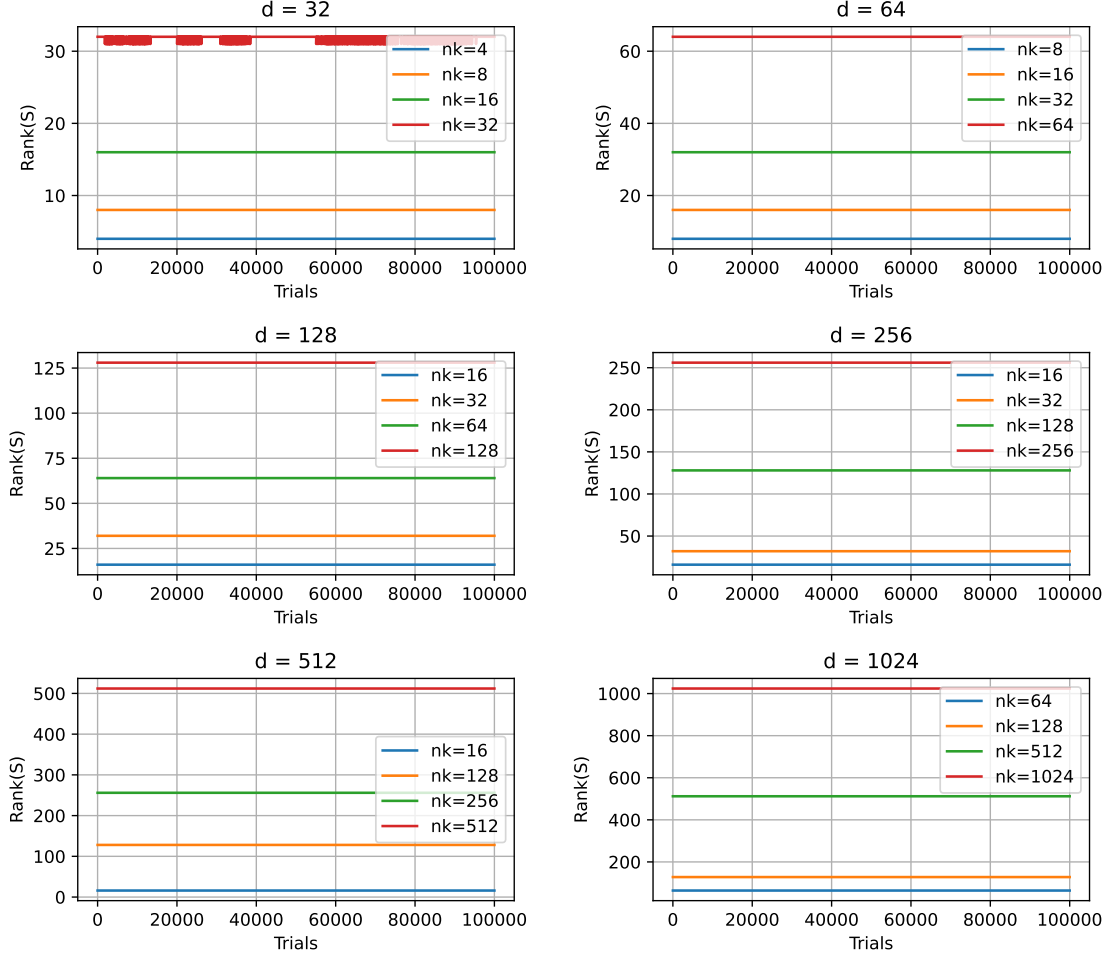 d = 32
Rank(S)
30
20
10
nk=4
nk=8
nk=16
nk=32
0 20000 40000 60000 80000 100000
Trials
d = 64
Rank(S)
60
40
20
nk=8
nk=16
nk=32
nk=64
0 20000 40000 60000 80000 100000
Trials
d = 128
Rank(S)
125
100
75
50
25
nk=16
nk=32
nk=64
nk=128
0 20000 40000 60000 80000 100000
Trials
d = 256
Rank(S)
250
200
150
100
50
nk=16
nk=32
nk=128
nk=256
0 20000 40000 60000 80000 100000
Trials
d = 512
Rank(S)
500
400
300
200
100
0
nk=16
nk=128
nk=256
nk=512
0 20000 40000 60000 80000 100000
Trials
d = 1024
Rank(S)
1000
800
600
400
200
nk=64
nk=128
nk=512
nk=1024
0 20000 40000 60000 80000 100000
Trials